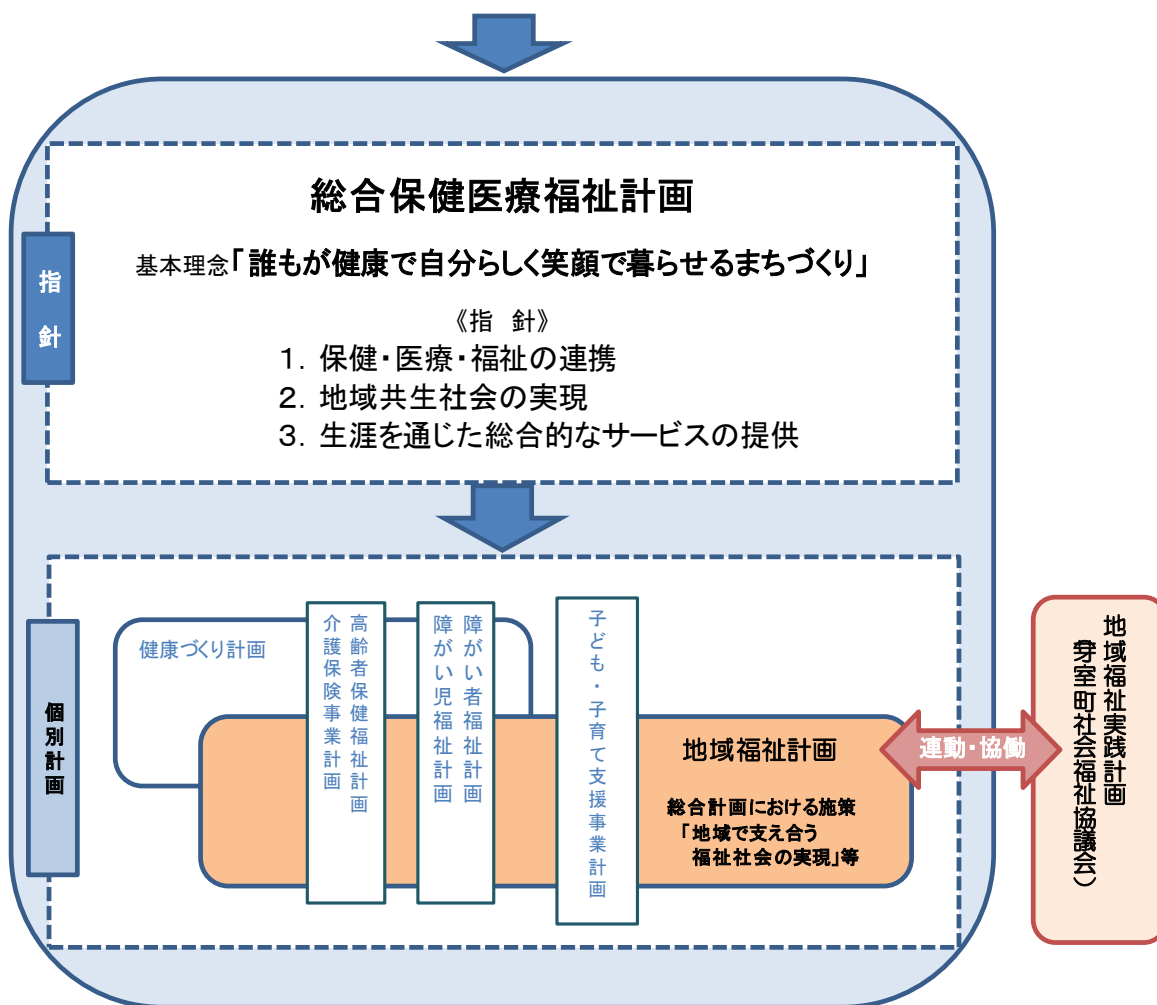 総合保健医療福祉計画
基本理念「誰もが健康で自分らしく笑顔で暮らせるまちづくり」
指針
《指 針》
1. 保健・医療・福祉の連携
2. 地域共生社会の実現
3. 生涯を通じた総合的なサービスの提供
個別計画
健康づくり計画
高齢者保健福祉計画
介護保険事業計画
障がい者福祉計画
障がい児福祉計画
子ども・子育て支援事業計画
地域福祉計画
総合計画における施策
「地域で支え合う
福祉社会の実現」等
連動・協働
地域福祉実践計画
(芽室町社会福祉協議会)